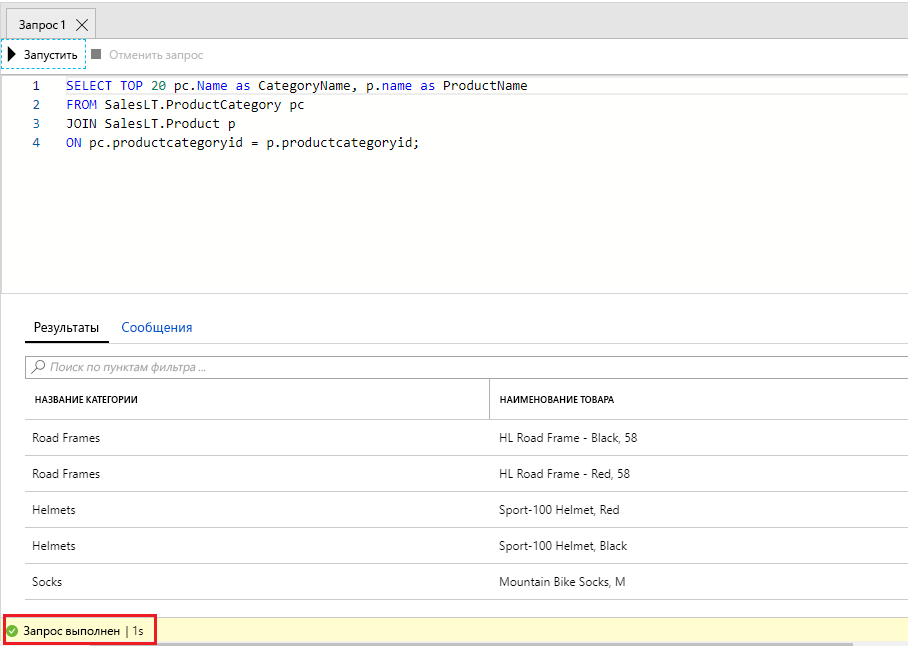 Запрос 1
Запустить Отменить запрос
1 SELECT TOP 20 pc.Name as CategoryName, p.name as ProductName
2 FROM SalesLT.ProductCategory pc
3 JOIN SalesLT.Product p
4 ON pc.productcategoryid = p.productcategoryid;
Результаты Сообщения
Поиск по пунктам фильтра ...
НАЗВАНИЕ КАТЕГОРИИ НАИМЕНОВАНИЕ ТОВАРА
Road Frames HL Road Frame - Black, 58
Road Frames HL Road Frame - Red, 58
Helmets Sport-100 Helmet, Red
Helmets Sport-100 Helmet, Black
Socks Mountain Bike Socks, M
Запрос выполнен | 1s